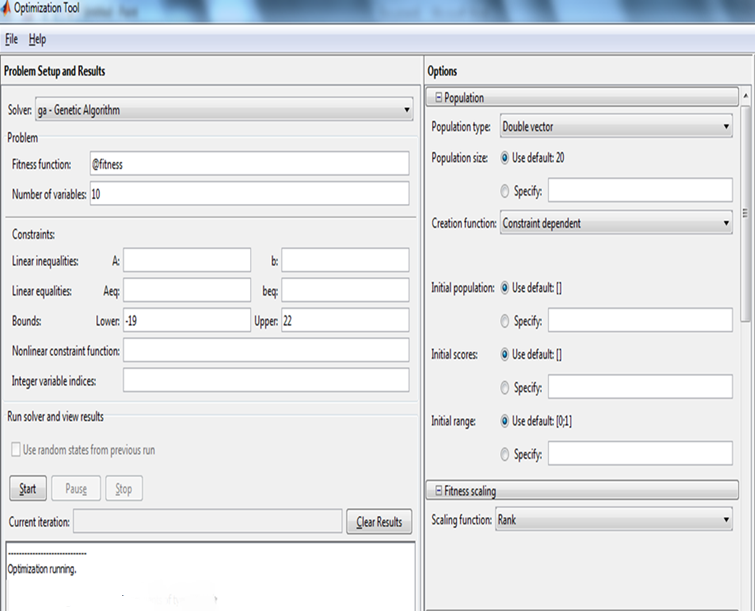 Optimization Tool
File Help
Problem Setup and Results
Solver: ga - Genetic Algorithm
Problem
Fitness function: @fitness
Number of variables: 10
Constraints:
Linear inequalities: A: b:
Linear equalities: Aeq: beq:
Bounds: Lower: -19 Upper: 22
Nonlinear constraint function:
Integer variable indices:
Run solver and view results
Use random states from previous run
Start Pause Stop
Current iteration: Clear Results
------------------------------
Optimization running.
Options
Population
Population type: Double vector
Population size: Use default: 20
Specify:
Creation function: Constraint dependent
Initial population: Use default: []
Specify:
Initial scores: Use default: []
Specify:
Initial range: Use default: [0;1]
Specify:
Fitness scaling
Scaling function: Rank